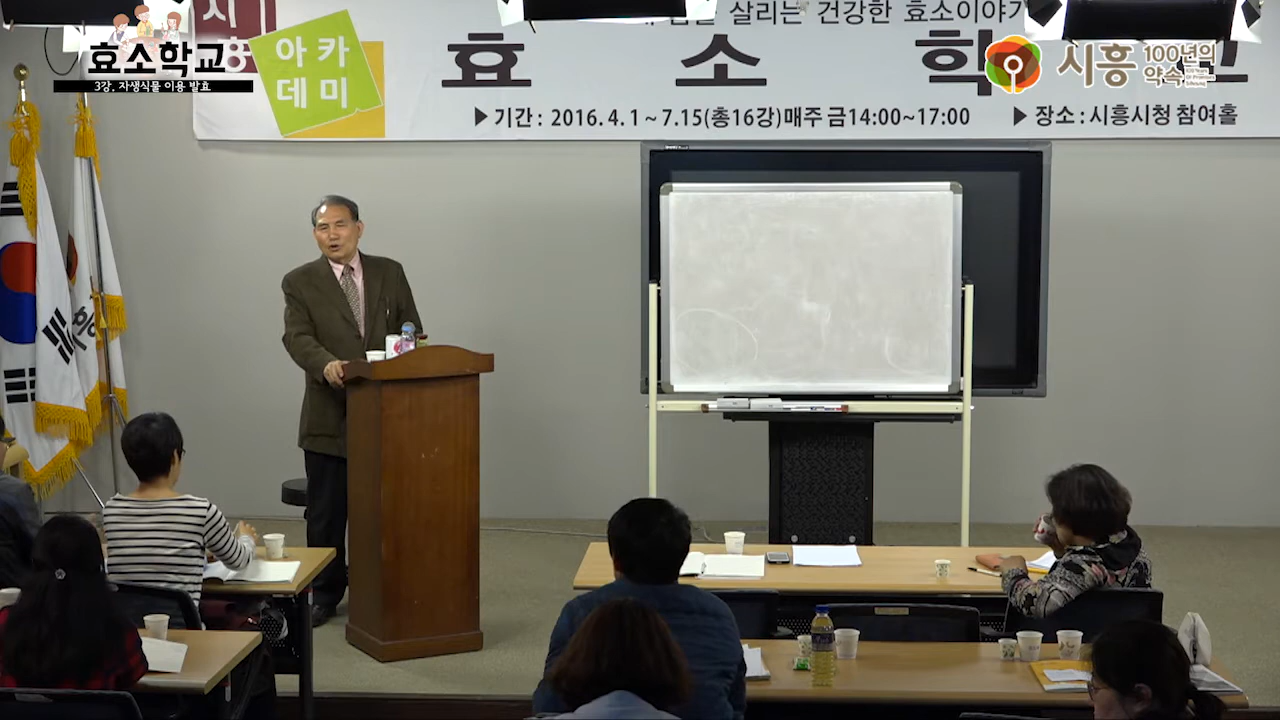 살리는 건강한 효소이야기
효소학교
3강. 자생식물 이용 발효
시흥
아카
데미
효 소 학 교
시흥 100년의 약속
▶기간 : 2016. 4. 1 ~ 7.15(총16강)매주 금14:00~17:00 ▶장소 : 시흥시청 참여홀